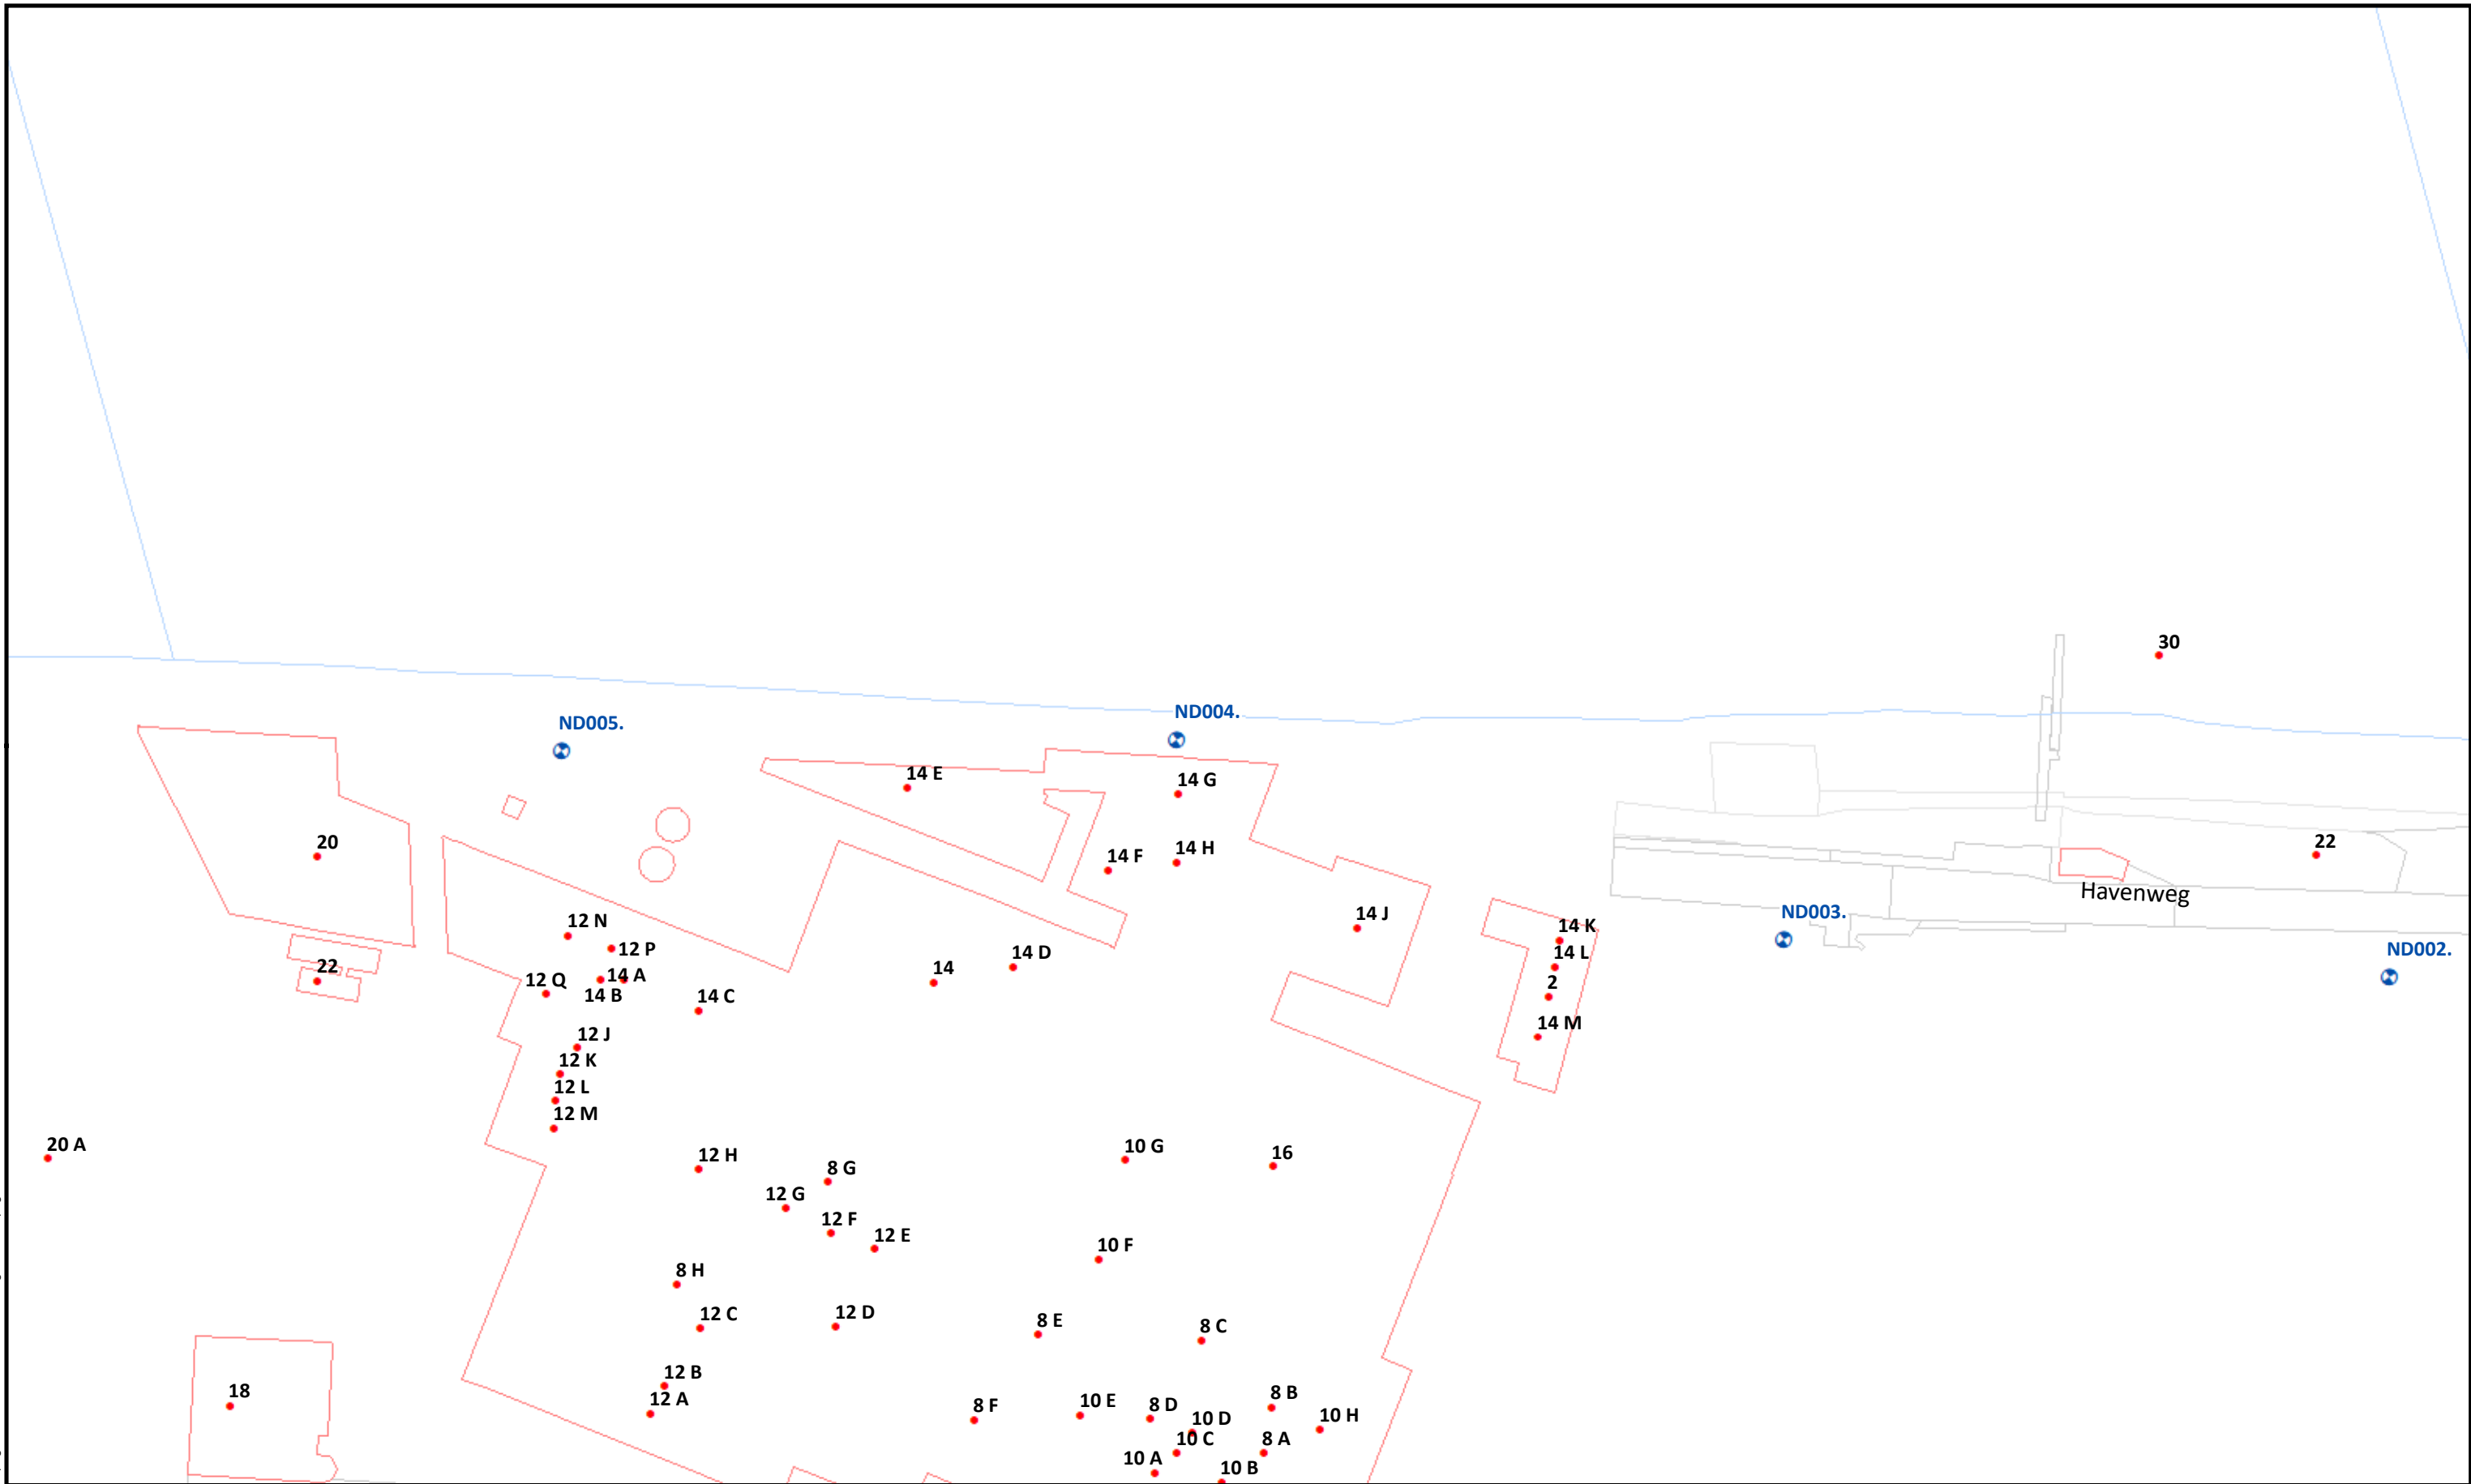 30
ND004.
ND005.
14 E
14 G
20
22
14 H
14 F
Havenweg
ND003.
14 J
12 N
14 K
12 P
ND002.
14 L
14 D
22
14
14 A
12 Q
2
14 B
14 C
14 M
12 J
12 K
12 L
12 M
20 A
10 G
16
12 H
8 G
12 G
12 F
12 E
10 F
8 H
12 C
12 D
8 E
8 C
12 B
18
8 B
12 A
10 E
8 D
8 F
10 H
10 D
10 C
8 A
10 A
10 B